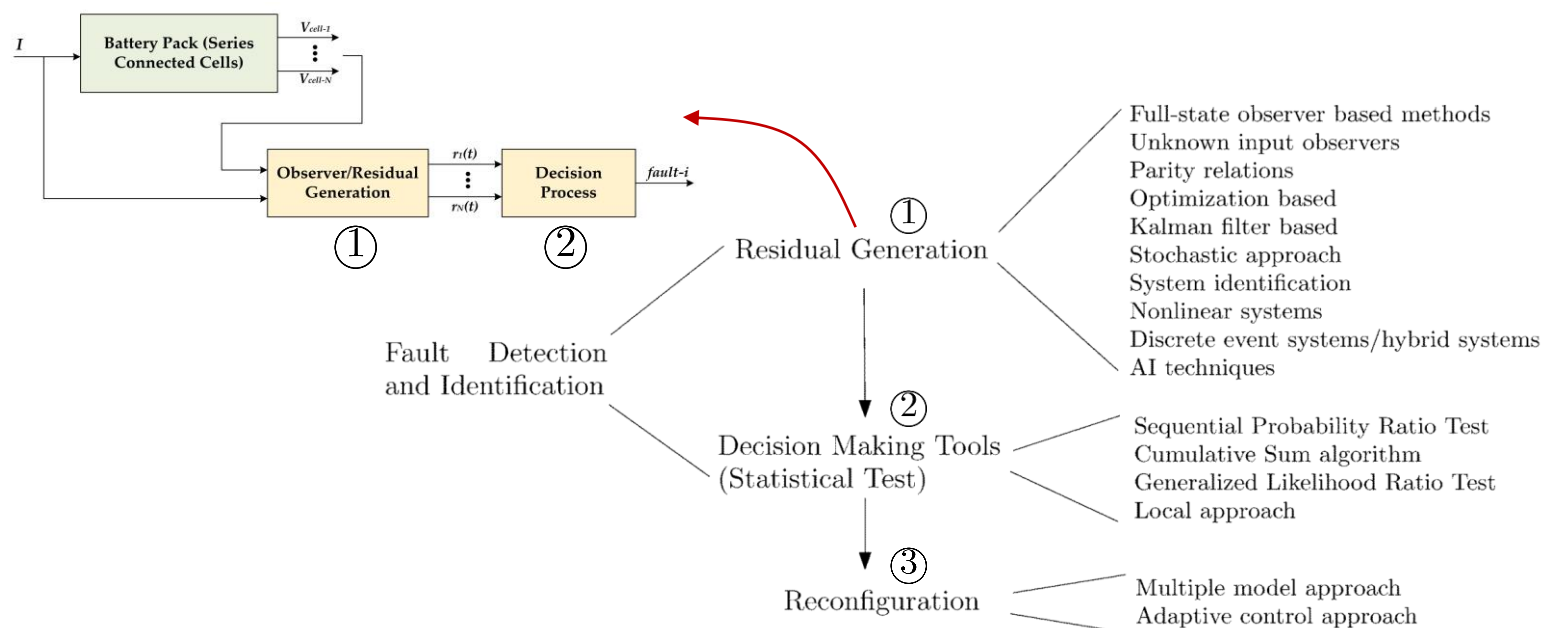 I
Battery Pack (Series
Connected Cells)
Vcell-1
Vcell-N
Observer/Residual
Generation
r1(t)
rN(t)
Decision
Process
fault-i
①
②
Fault Detection
and Identification
①
Residual Generation
Full-state observer based methods
Unknown input observers
Parity relations
Optimization based
Kalman filter based
Stochastic approach
System identification
Nonlinear systems
Discrete event systems/hybrid systems
AI techniques
②
Decision Making Tools
(Statistical Test)
Sequential Probability Ratio Test
Cumulative Sum algorithm
Generalized Likelihood Ratio Test
Local approach
③
Reconfiguration
Multiple model approach
Adaptive control approach